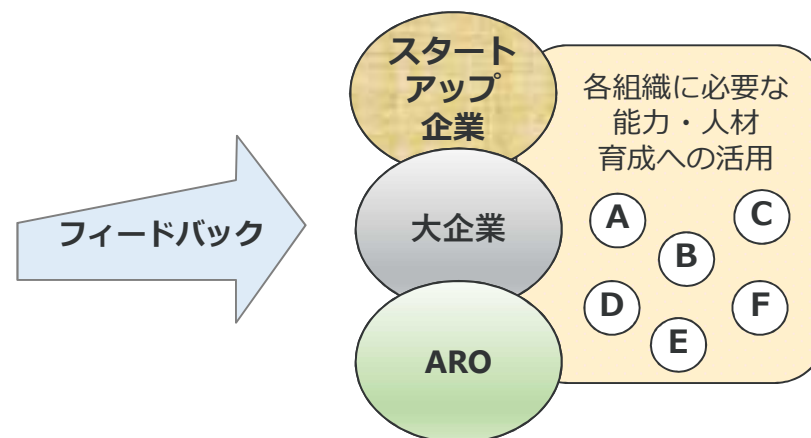 フィードバック
スタート
アップ
企業
大企業
ARO
各組織に必要な
能力・人材
育成への活用
A
C
B
D
F
E